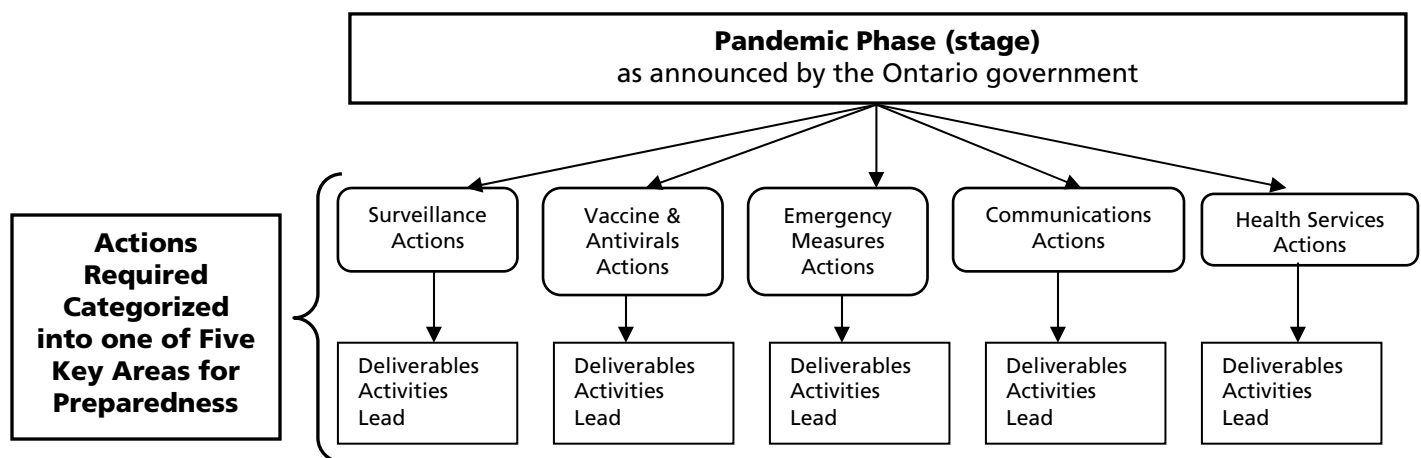 Pandemic Phase (stage)
as announced by the Ontario government
Actions
Required
Categorized
into one of Five
Key Areas for
Preparedness
Surveillance
Actions
Vaccine &
Antivirals
Actions
Emergency
Measures
Actions
Communications
Actions
Health Services
Actions
Deliverables
Activities
Lead
Deliverables
Activities
Lead
Deliverables
Activities
Lead
Deliverables
Activities
Lead
Deliverables
Activities
Lead